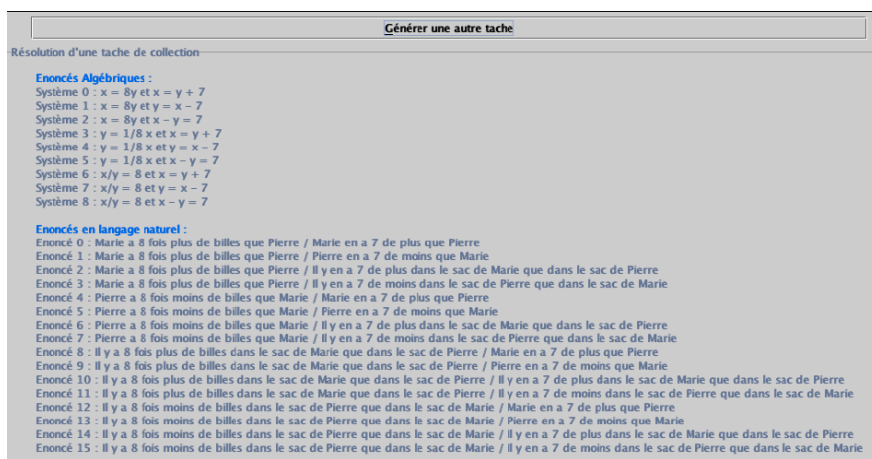 Générer une autre tache
Résolution d'une tache de collection
Enoncés Algébriques :
Système 0 : x = 8y et x = y + 7
Système 1 : x = 8y et y = x − 7
Système 2 : x = 8y et x − y = 7
Système 3 : y = 1/8 x et x = y + 7
Système 4 : y = 1/8 x et y = x − 7
Système 5 : y = 1/8 x et x − y = 7
Système 6 : x/y = 8 et x = y + 7
Système 7 : x/y = 8 et y = x − 7
Système 8 : x/y = 8 et x − y = 7
Enoncés en langage naturel :
Enoncé 0 : Marie a 8 fois plus de billes que Pierre / Marie en a 7 de plus que Pierre
Enoncé 1 : Marie a 8 fois plus de billes que Pierre / Pierre en a 7 de moins que Marie
Enoncé 2 : Marie a 8 fois plus de billes que Pierre / Il y en a 7 de plus dans le sac de Marie que dans le sac de Pierre
Enoncé 3 : Marie a 8 fois plus de billes que Pierre / Il y en a 7 de moins dans le sac de Pierre que dans le sac de Marie
Enoncé 4 : Pierre a 8 fois moins de billes que Marie / Marie en a 7 de plus que Pierre
Enoncé 5 : Pierre a 8 fois moins de billes que Marie / Pierre en a 7 de moins que Marie
Enoncé 6 : Pierre a 8 fois moins de billes que Marie / Il y en a 7 de plus dans le sac de Marie que dans le sac de Pierre
Enoncé 7 : Pierre a 8 fois moins de billes que Marie / Il y en a 7 de moins dans le sac de Pierre que dans le sac de Marie
Enoncé 8 : Il y a 8 fois plus de billes dans le sac de Marie que dans le sac de Pierre / Marie en a 7 de plus que Pierre
Enoncé 9 : Il y a 8 fois plus de billes dans le sac de Marie que dans le sac de Pierre / Pierre en a 7 de moins que Marie
Enoncé 10 : Il y a 8 fois plus de billes dans le sac de Marie que dans le sac de Pierre / Il y en a 7 de plus dans le sac de Marie que dans le sac de Pierre
Enoncé 11 : Il y a 8 fois plus de billes dans le sac de Marie que dans le sac de Pierre / Il y en a 7 de moins dans le sac de Pierre que dans le sac de Marie
Enoncé 12 : Il y a 8 fois moins de billes dans le sac de Pierre que dans le sac de Marie / Marie en a 7 de plus que Pierre
Enoncé 13 : Il y a 8 fois moins de billes dans le sac de Pierre que dans le sac de Marie / Pierre en a 7 de moins que Marie
Enoncé 14 : Il y a 8 fois moins de billes dans le sac de Pierre que dans le sac de Marie / Il y en a 7 de plus dans le sac de Marie que dans le sac de Pierre
Enoncé 15 : Il y a 8 fois moins de billes dans le sac de Pierre que dans le sac de Marie / Il y en a 7 de moins dans le sac de Pierre que dans le sac de Marie